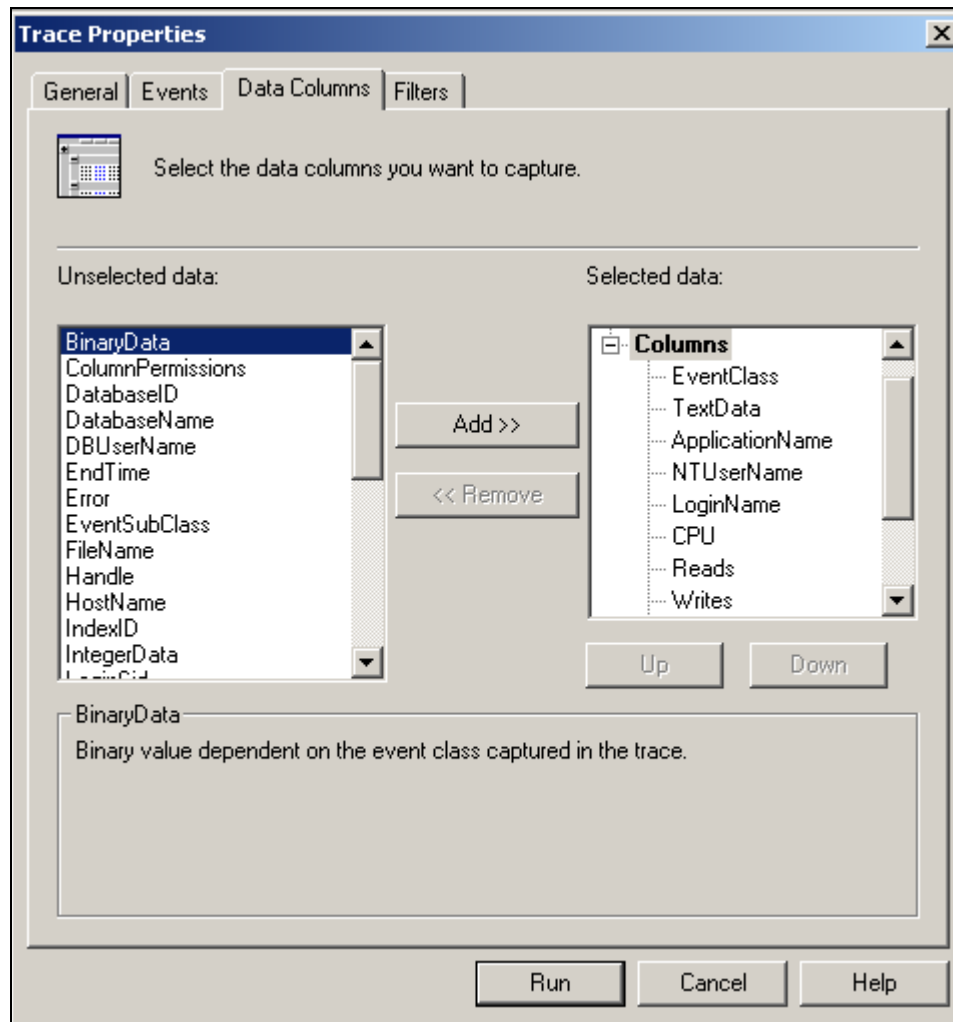 Trace Properties
General Events Data Columns Filters
Select the data columns you want to capture.
Unselected data:
BinaryData
ColumnPermissions
DatabaseID
DatabaseName
DBUserName
EndTime
Error
EventSubClass
FileName
Handle
HostName
IndexID
IntegerData
Add >>
<< Remove
Selected data:
Columns
EventClass
TextData
ApplicationName
NTUserName
LoginName
CPU
Reads
Writes
Up Down
BinaryData
Binary value dependent on the event class captured in the trace.
Run Cancel Help